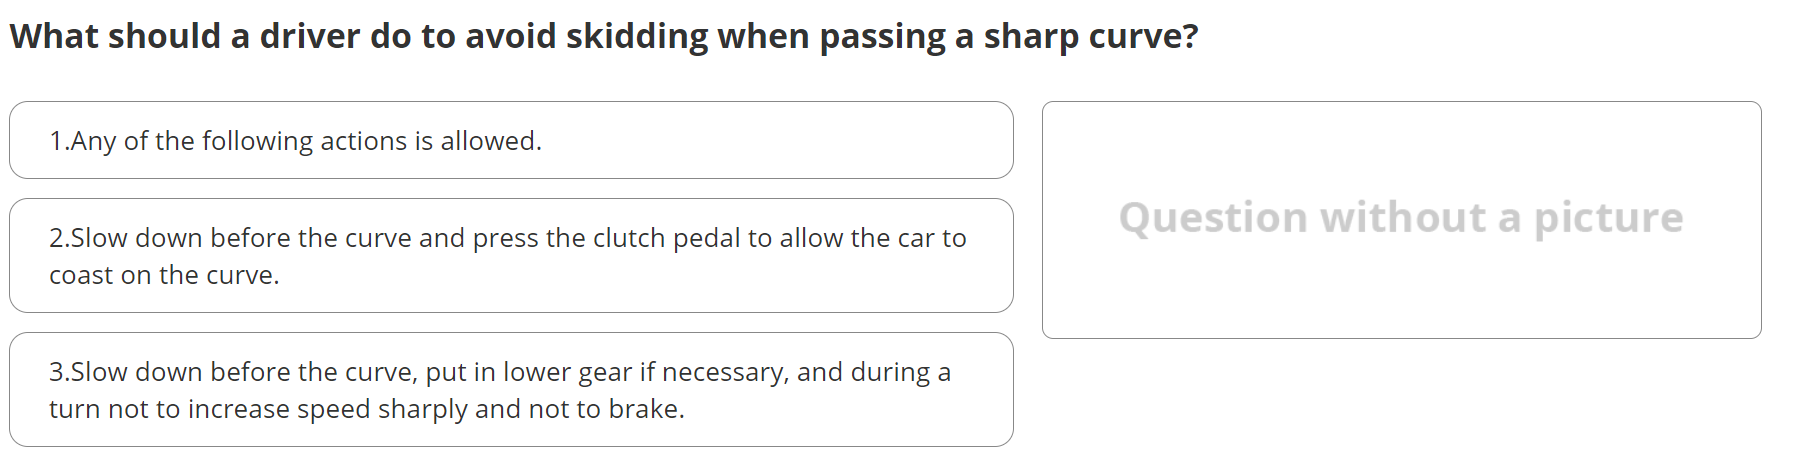 What should a driver do to avoid skidding when passing a sharp curve?
1.Any of the following actions is allowed.
2.Slow down before the curve and press the clutch pedal to allow the car to
coast on the curve.
3.Slow down before the curve, put in lower gear if necessary, and during a
turn not to increase speed sharply and not to brake.
Question without a picture